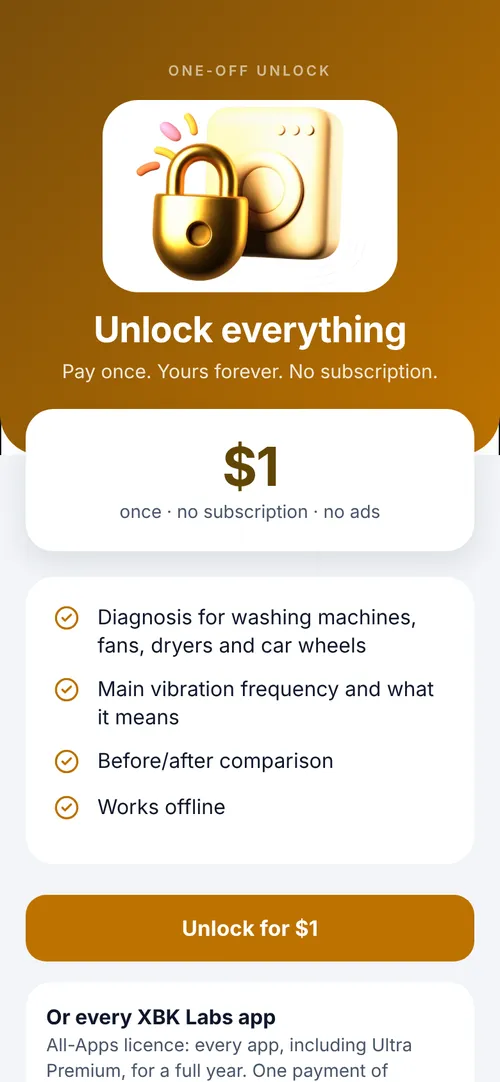 ONE-OFF UNLOCK
Unlock everything
Pay once. Yours forever. No subscription.
$1
once · no subscription · no ads
Diagnosis for washing machines,
fans, dryers and car wheels
Main vibration frequency and what
it means
Before/after comparison
Works offline
Unlock for $1
Or every XBK Labs app
All-Apps licence: every app, including Ultra
Premium, for a full year. One payment of